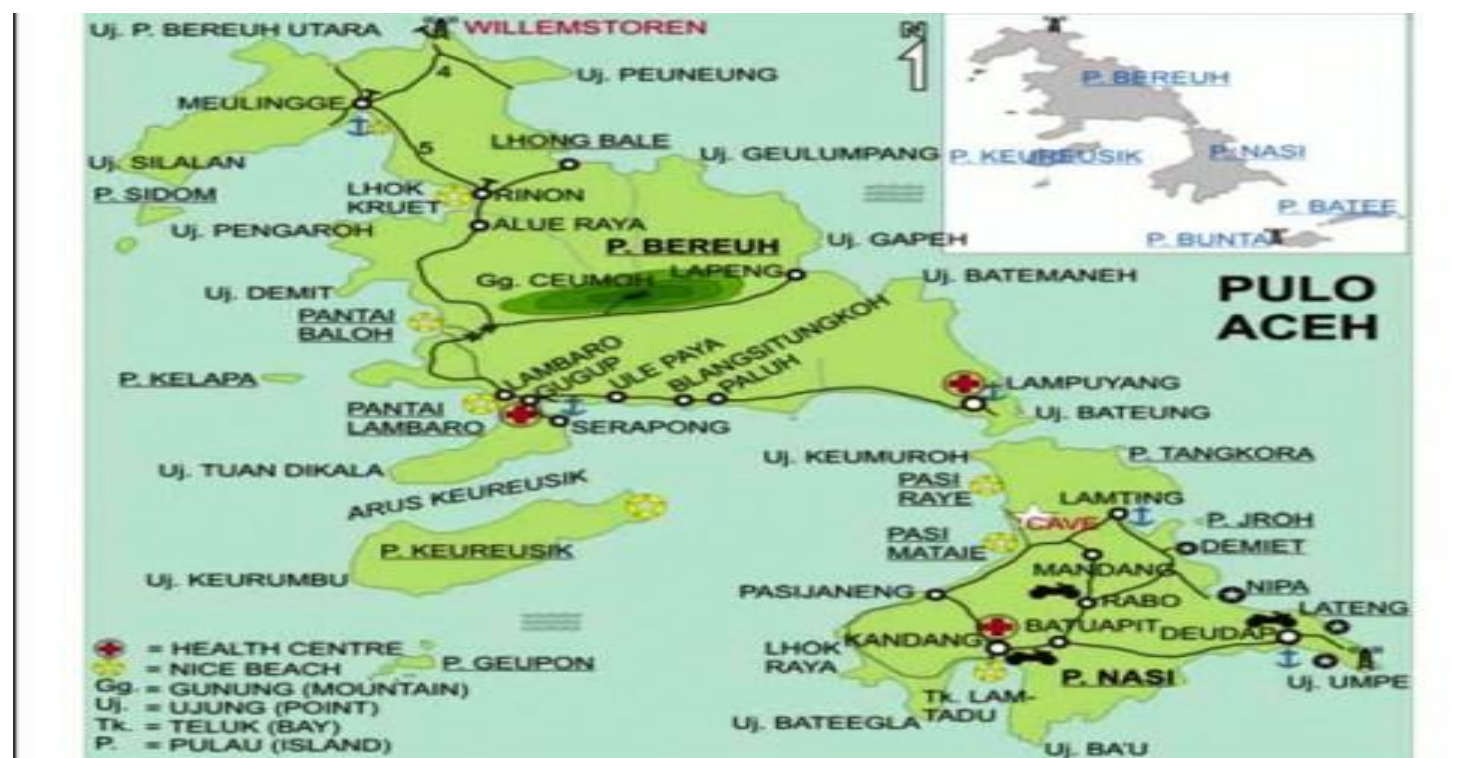 Uj. P. BEREUH UTARA
WILLEMSTOREN
N
4
Uj. PEUNEUNG
P. BEREUH
MEULINGGE
5
LHONG BALE
Uj. GEULUMPANG
P. KEUREUSIK
P. NASI
Uj. SILALAN
P. SIDOM
LHOK
KRUET
RINON
P. BATEE
Uj. PENGAROH
ALUE RAYA
P. BEREUH
Uj. GAPEH
P. BUNTA
Gg. CEUMOH
LAPENG
Uj. BATEMANEH
Uj. DEMIT
PULO
ACEH
PANTAI
BALOH
P. KELAPA
LAMBARO
GUGUP
ULE PAYA
BLANGSITUNGKOH
PALUH
LAMPUYANG
PANTAI
LAMBARO
SERAPONG
Uj. BATEUNG
Uj. TUAN DIKALA
Uj. KEUMUROH
P. TANGKORA
ARUS KEUREUSIK
PASI
RAYE
LAMTING
CAVE
P. JROH
P. KEUREUSIK
PASI
MATAIE
DEMIET
Uj. KEURUMBU
MANDANG
PASIJANENG
RABO
NIPA
LATENG
BATUAPIT
DEUDAP
LHOK
RAYA
KANDANG
P. GEUPON
P. NASI
Uj. UMPE
Tk. LAM-
TADU
Uj. BATEEGLA
Uj. BA'U
= HEALTH CENTRE
= NICE BEACH
Gg. = GUNUNG (MOUNTAIN)
Uj. = UJUNG (POINT)
Tk. = TELUK (BAY)
P. = PULAU (ISLAND)